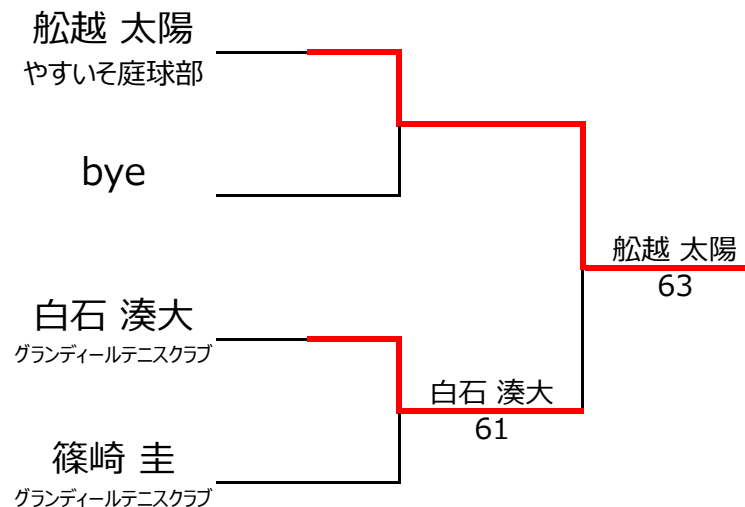 舩越 太陽
やすいそ庭球部
bye
舩越 太陽
63
白石 湊大
グランディールテニスクラブ
白石 湊大
61
篠崎 圭
グランディールテニスクラブ